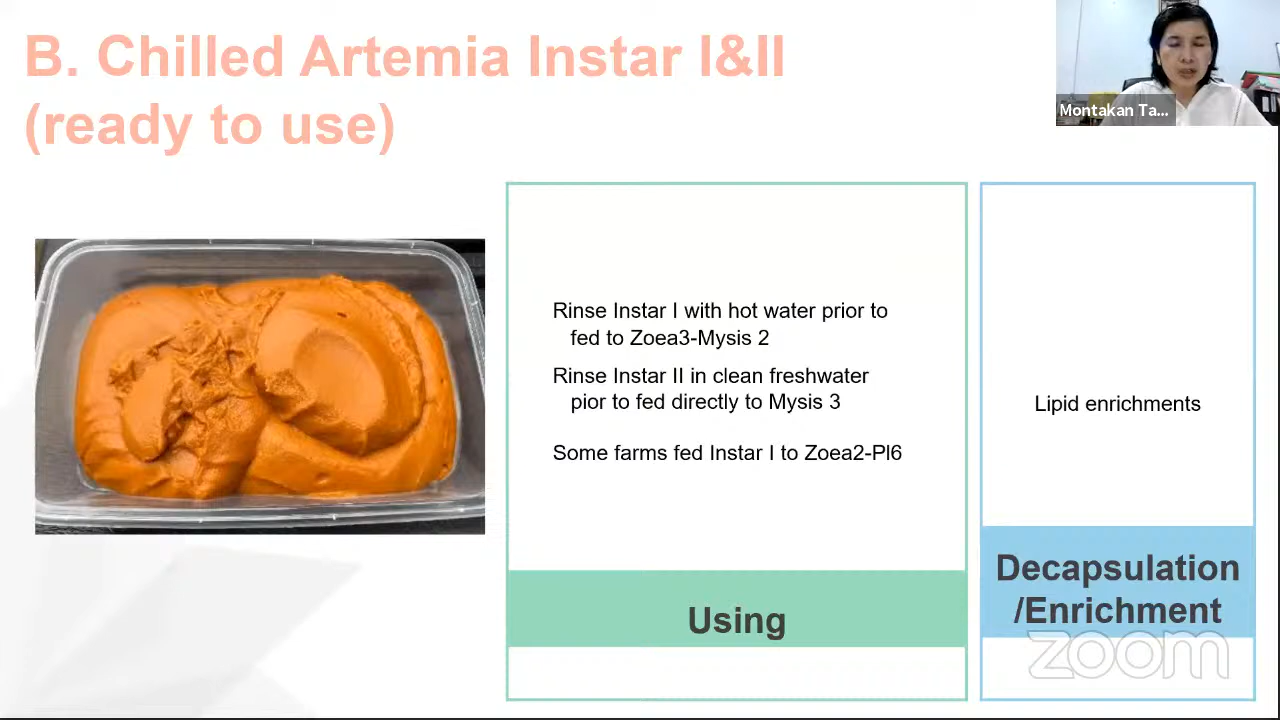 B. Chilled Artemia Instar I&II
(ready to use)
Montakan Ta...
Rinse Instar I with hot water prior to
fed to Zoea3-Mysis 2
Rinse Instar II in clean freshwater
pior to fed directly to Mysis 3
Some farms fed Instar I to Zoea2-Pl6
Using
Lipid enrichments
Decapsulation
/Enrichment
zoom